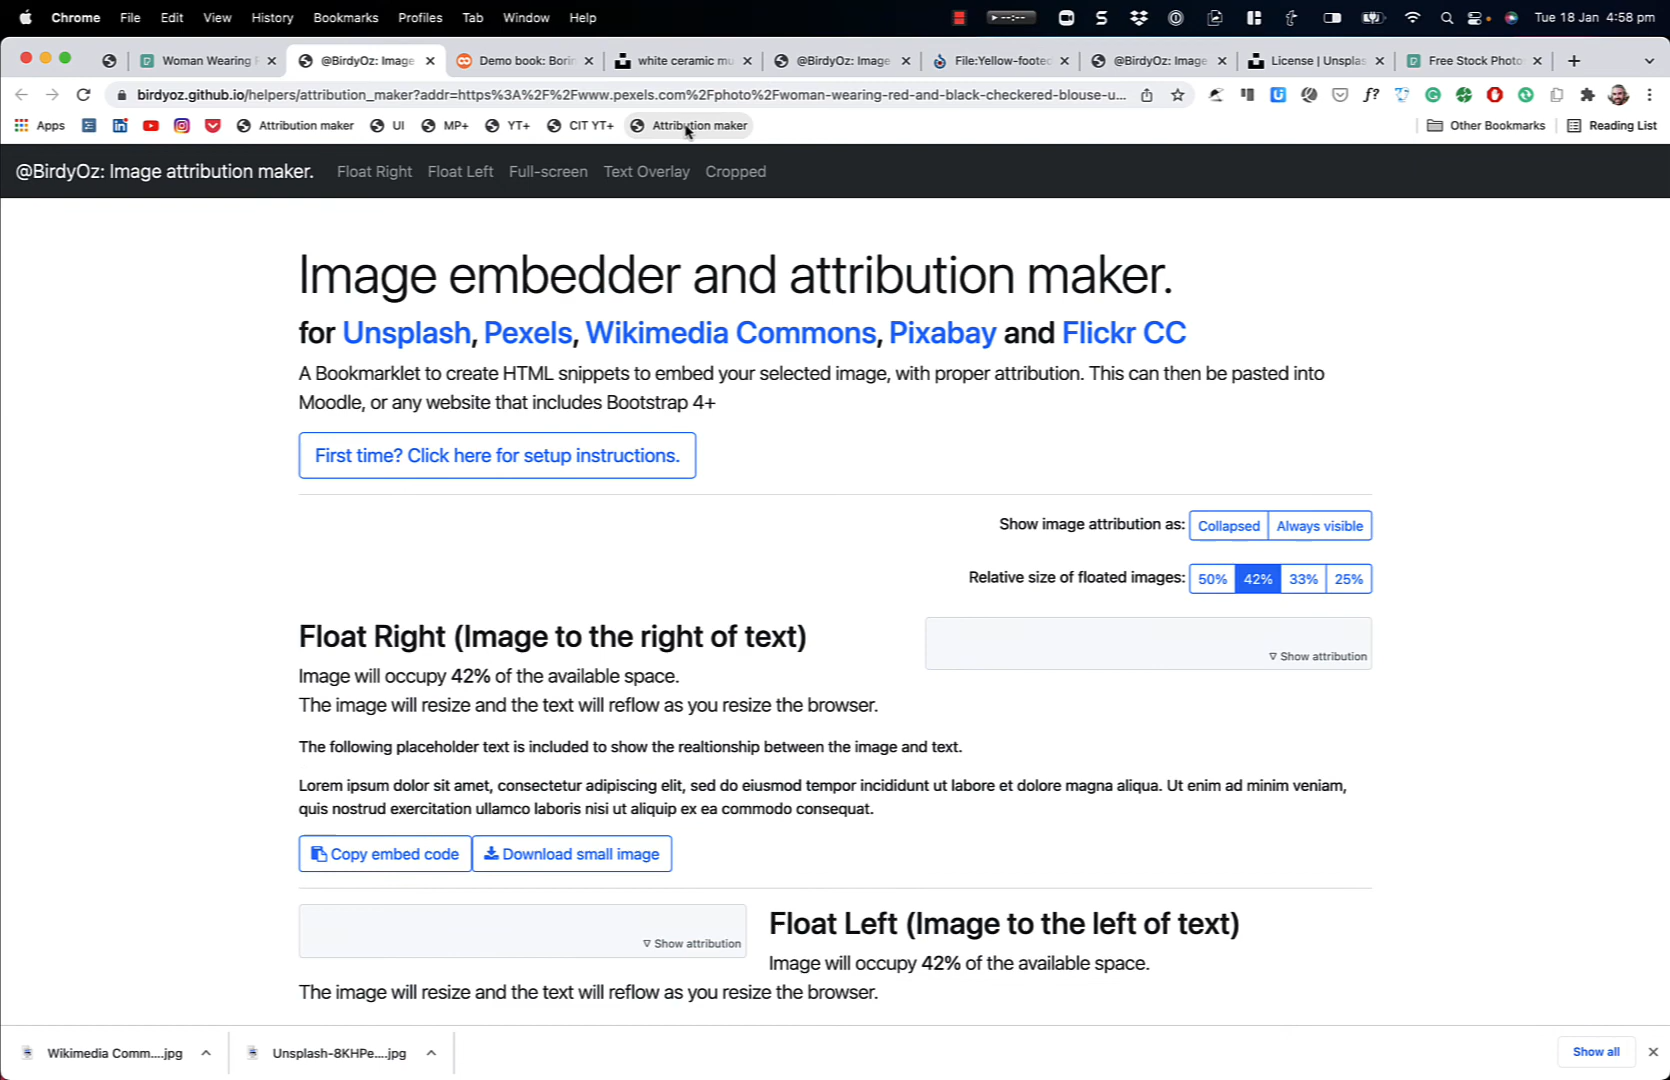 Chrome File Edit View History Bookmarks Profiles Tab Window Help Tue 18 Jan 4:58 pm
Woman Wearing @BirdyOz: Image Demo book: Borin white ceramic mu @BirdyOz: Image File:Yellow-footed @BirdyOz: Image License | Unsplas Free Stock Photo
birdyoz.github.io/helpers/attribution_maker?addr=https%3A%2F%2Fwww.pexels.com%2Fphoto%2Fwoman-wearing-red-and-black-checkered-blouse-u...
Apps Attribution maker UI MP+ YT+ CIT YT+ Attribution maker Other Bookmarks Reading List
@BirdyOz: Image attribution maker. Float Right Float Left Full-screen Text Overlay Cropped
Image embedder and attribution maker.
for Unsplash, Pexels, Wikimedia Commons, Pixabay and Flickr CC
A Bookmarklet to create HTML snippets to embed your selected image, with proper attribution. This can then be pasted into
Moodle, or any website that includes Bootstrap 4+
First time? Click here for setup instructions.
Show image attribution as: Collapsed Always visible
Relative size of floated images: 50% 42% 33% 25%
Float Right (Image to the right of text)
▽ Show attribution
Image will occupy 42% of the available space.
The image will resize and the text will reflow as you resize the browser.
The following placeholder text is included to show the realtionship between the image and text.
Lorem ipsum dolor sit amet, consectetur adipiscing elit, sed do eiusmod tempor incididunt ut labore et dolore magna aliqua. Ut enim ad minim veniam,
quis nostrud exercitation ullamco laboris nisi ut aliquip ex ea commodo consequat.
Copy embed code Download small image
▽ Show attribution
Float Left (Image to the left of text)
Image will occupy 42% of the available space.
The image will resize and the text will reflow as you resize the browser.
Wikimedia Comm....jpg Unsplash-8KHPe....jpg Show all